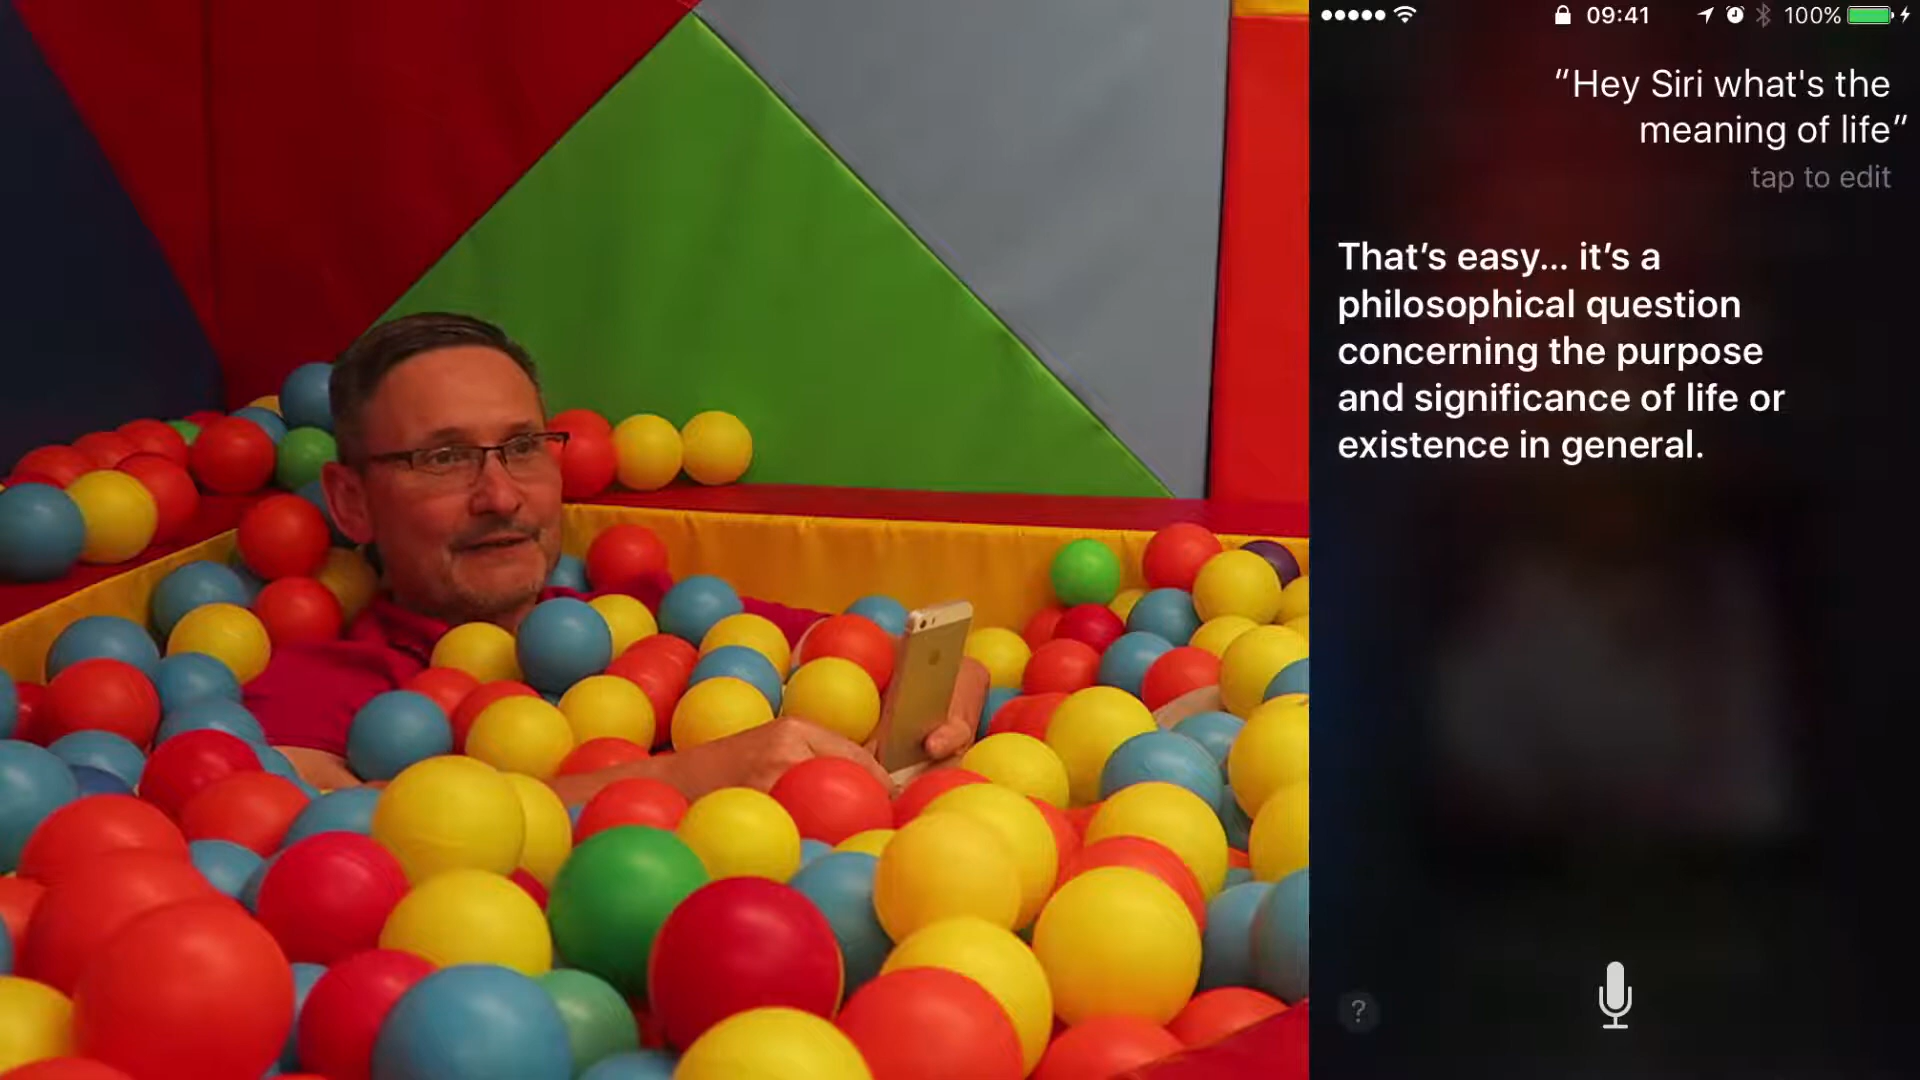 09:41
100%
“Hey Siri what's the
meaning of life”
tap to edit
That’s easy... it’s a
philosophical question
concerning the purpose
and significance of life or
existence in general.
?